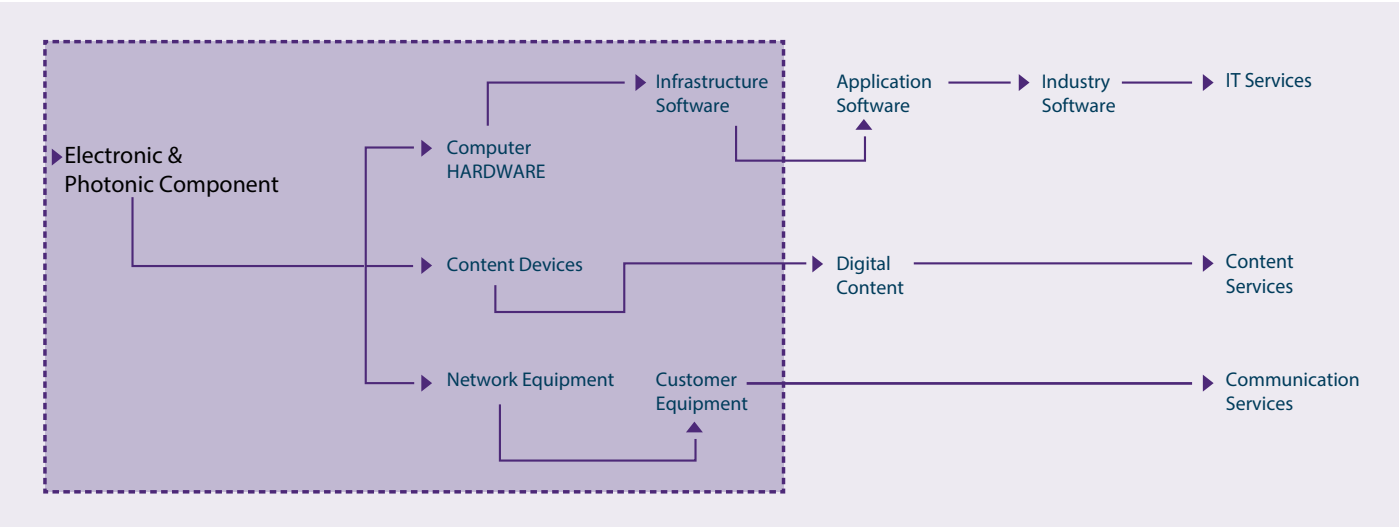 Electronic &
Photonic Component
Computer
HARDWARE
Infrastructure
Software
Application
Software
Industry
Software
IT Services
Content Devices
Digital
Content
Content
Services
Network Equipment
Customer
Equipment
Communication
Services